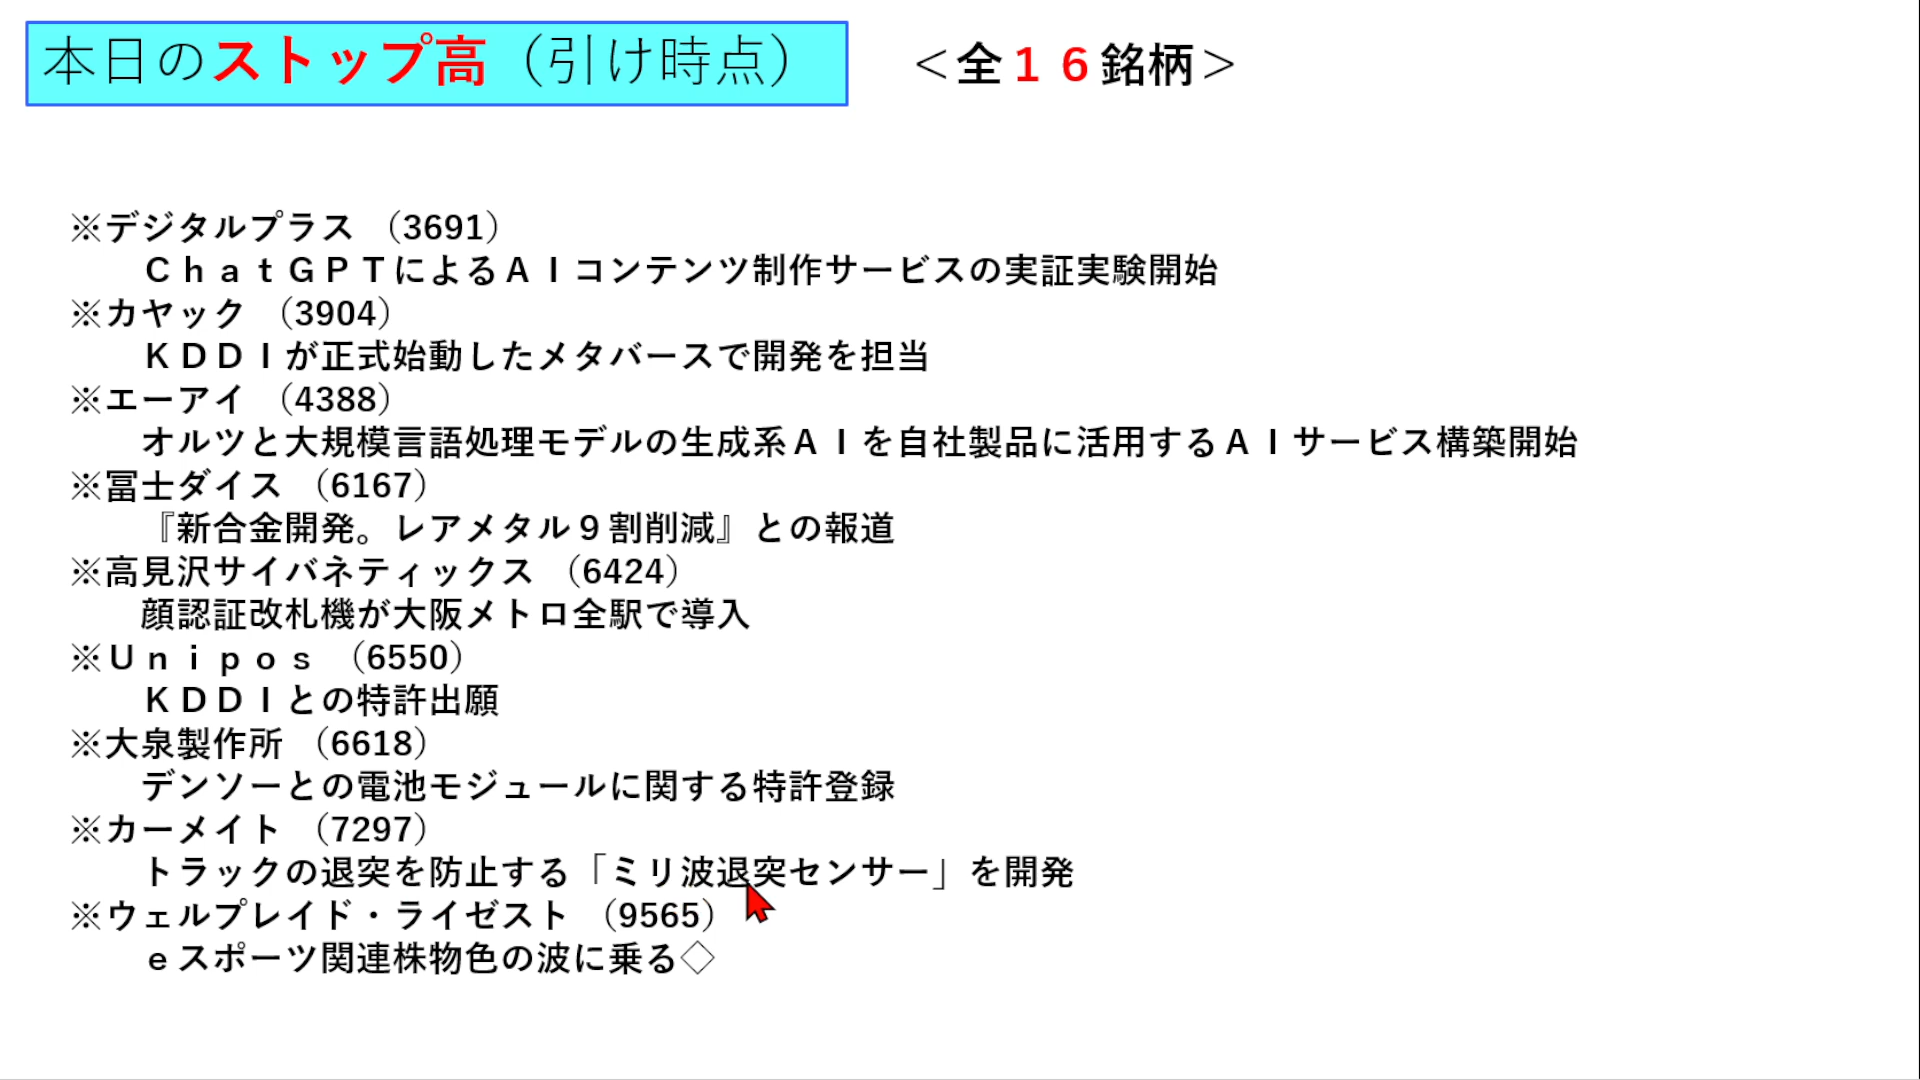 本日のストップ高（引け時点）　＜全１６銘柄＞
※デジタルプラス （3691）
ＣｈａｔＧＰＴによるＡＩコンテンツ制作サービスの実証実験開始
※カヤック （3904）
ＫＤＤＩが正式始動したメタバースで開発を担当
※エーアイ （4388）
オルツと大規模言語処理モデルの生成系ＡＩを自社製品に活用するＡＩサービス構築開始
※冨士ダイス （6167）
『新合金開発。レアメタル９割削減』との報道
※高見沢サイバネティックス （6424）
顔認証改札機が大阪メトロ全駅で導入
※Ｕｎｉｐｏｓ （6550）
ＫＤＤＩとの特許出願
※大泉製作所 （6618）
デンソーとの電池モジュールに関する特許登録
※カーメイト （7297）
トラックの退突を防止する「ミリ波退突センサー」を開発
※ウェルプレイド・ライゼスト （9565）
ｅスポーツ関連株物色の波に乗る◇